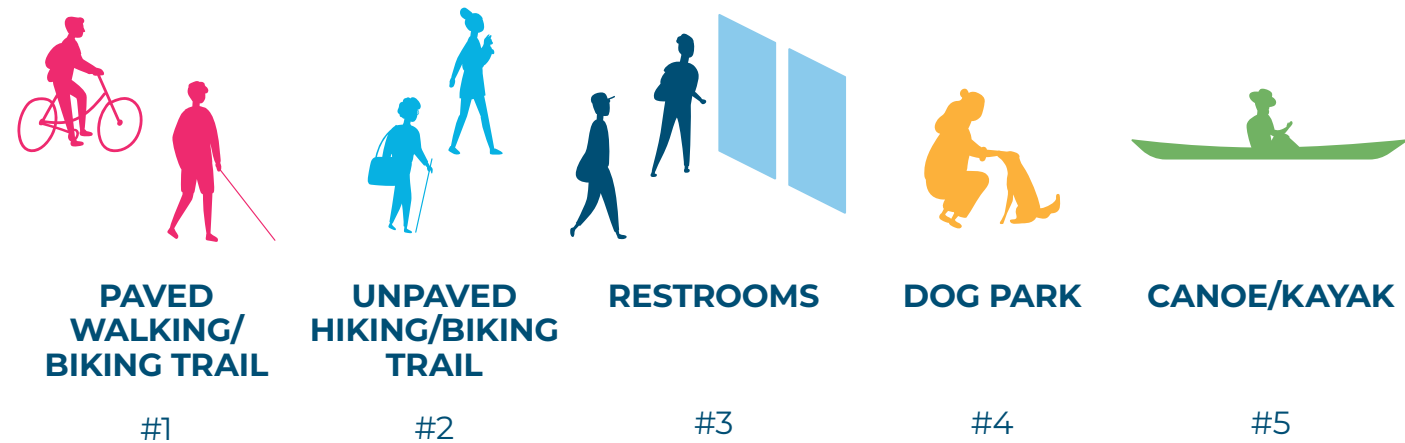 PAVED
WALKING/
BIKING TRAIL
#1
UNPAVED
HIKING/BIKING
TRAIL
#2
RESTROOMS
#3
DOG PARK
#4
CANOE/KAYAK
#5